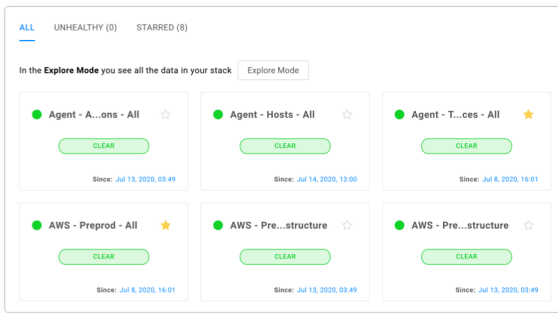 ALL UNHEALTHY (0) STARRED (8)
In the Explore Mode you see all the data in your stack Explore Mode
Agent - A...ons - All Agent - Hosts - All Agent - T...ces - All
CLEAR CLEAR CLEAR
Since: Jul 13, 2020, 03:49 Since: Jul 14, 2020, 13:00 Since: Jul 8, 2020, 16:01
AWS - Preprod - All AWS - Pre...structure AWS - Pre...structure
CLEAR CLEAR CLEAR
Since: Jul 8, 2020, 16:01 Since: Jul 13, 2020, 03:49 Since: Jul 13, 2020, 03:49